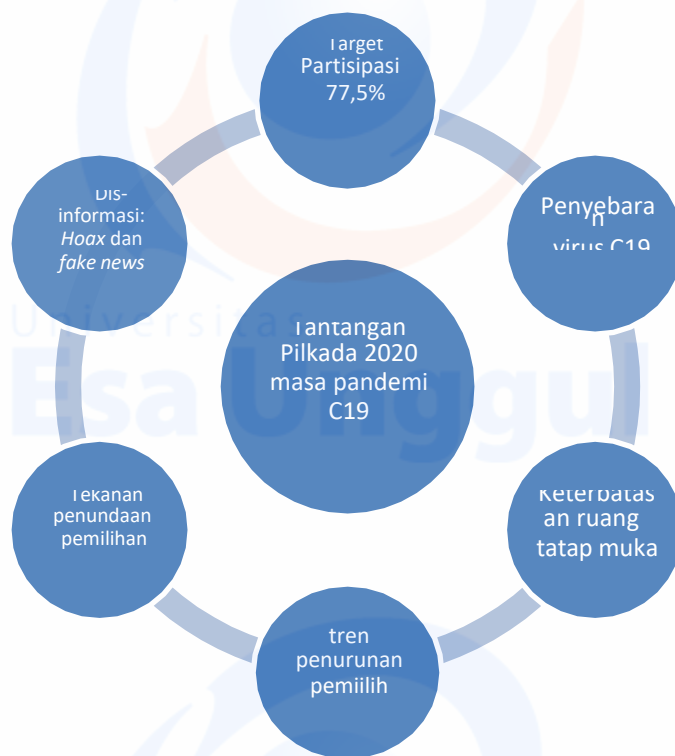 Target
Partisipasi
77,5%
Penyebara
n
virus C19
Keterbatas
an ruang
tatap muka
tren
penurunan
pemiilih
Tekanan
penundaan
pemilihan
Dis-
informasi:
Hoax dan
fake news
Tantangan
Pilkada 2020
masa pandemi
C19
Universitas
Esa Unggul